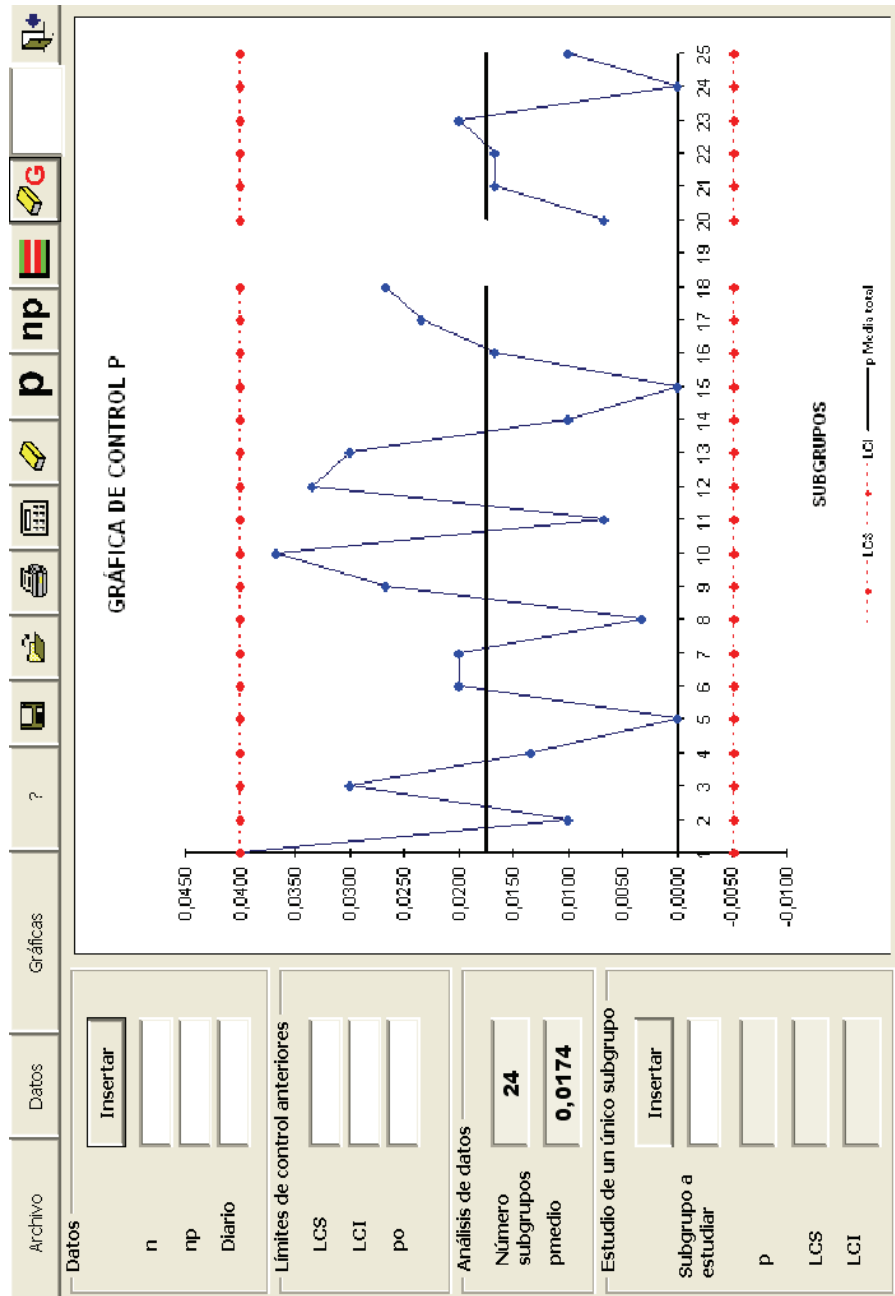 Archivo
Datos
Gráficas
?
p
np
G
Datos
Insertar
n
np
Diario
Límites de control anteriores
LCS
LCI
po
Análisis de datos
Número
subgrupos
24
pmedio
0,0174
Estudio de un único subgrupo
Insertar
Subgrupo a
estudiar
p
LCS
LCI
GRÁFICA DE CONTROL P
0,0450
0,0400
0,0350
0,0300
0,0250
0,0200
0,0150
0,0100
0,0050
0,0000
-0,0050
-0,0100
1 2 3 4 5 6 7 8 9 10 11 12 13 14 15 16 17 18 19 20 21 22 23 24 25
SUBGRUPOS
LCS LCI p Media total